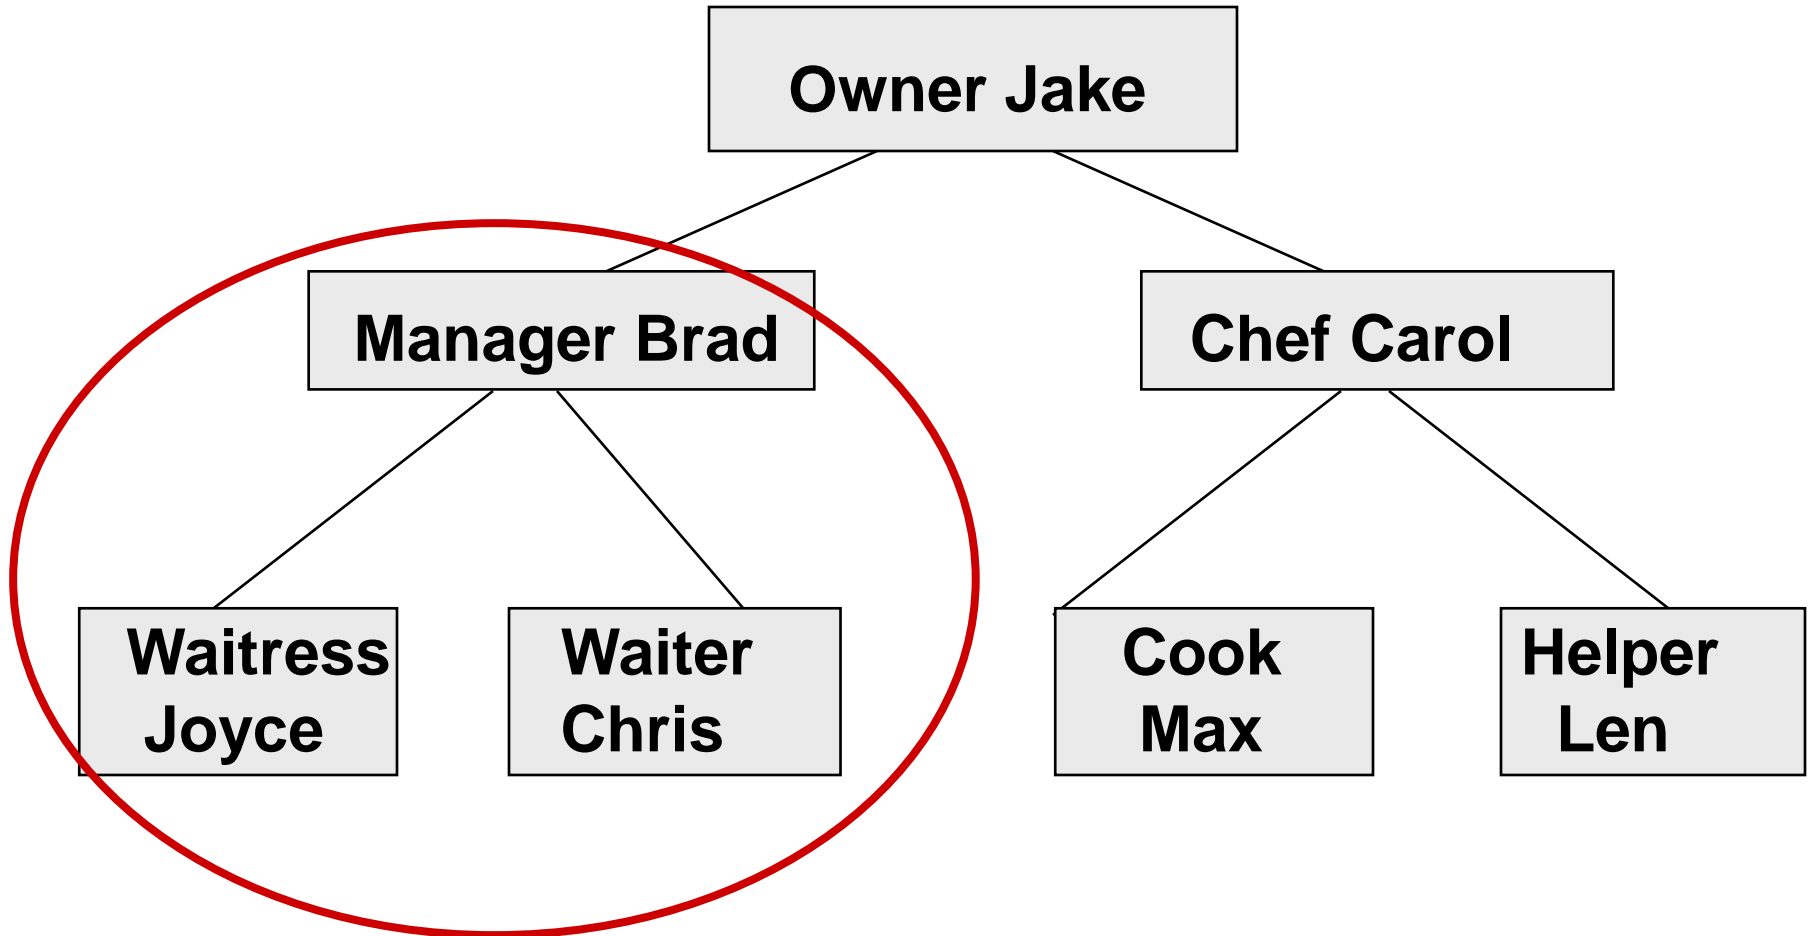 Owner Jake
Manager Brad
Chef Carol
Waitress
Joyce
Waiter
Chris
Cook
Max
Helper
Len